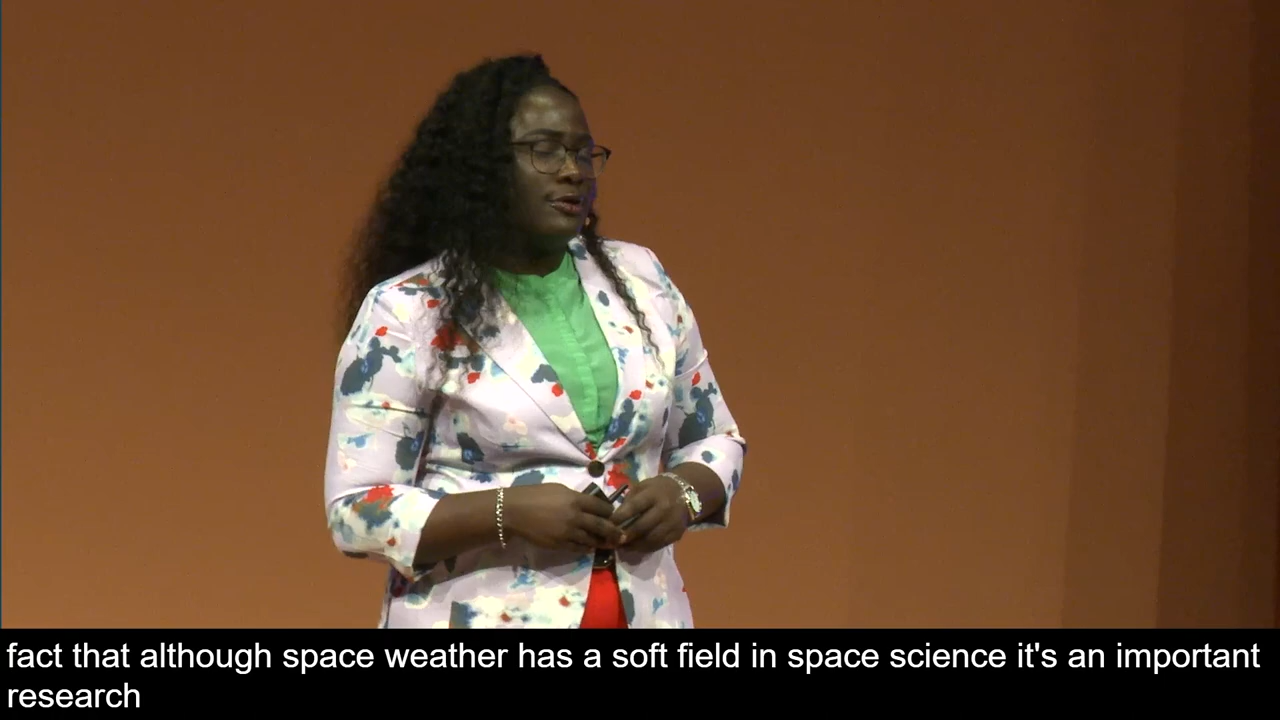 fact that although space weather has a soft field in space science it's an important
research